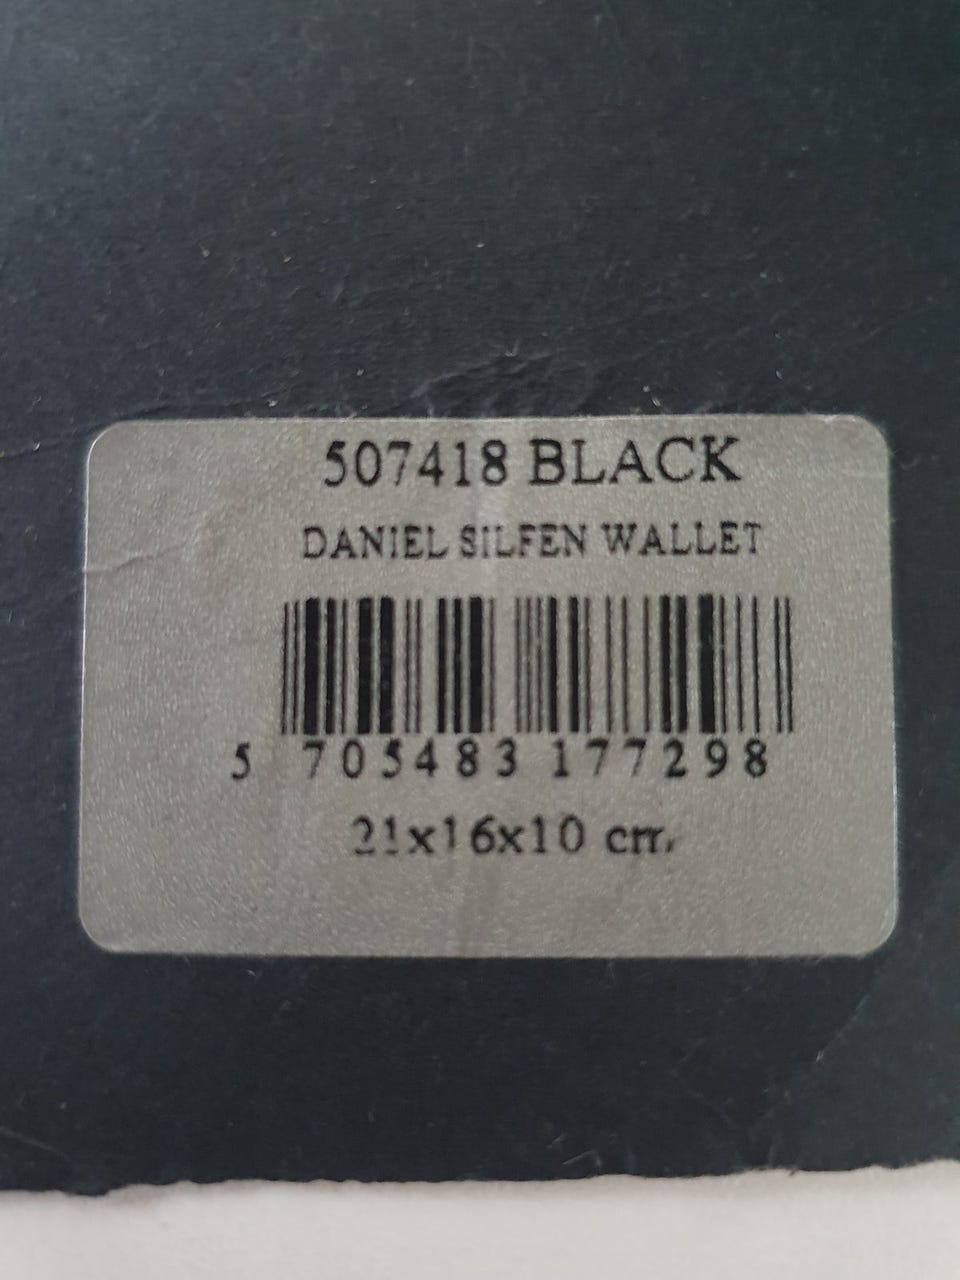 507418 BLACK
DANIEL SILFEN WALLET
5 705483 177298
21x16x10 cm